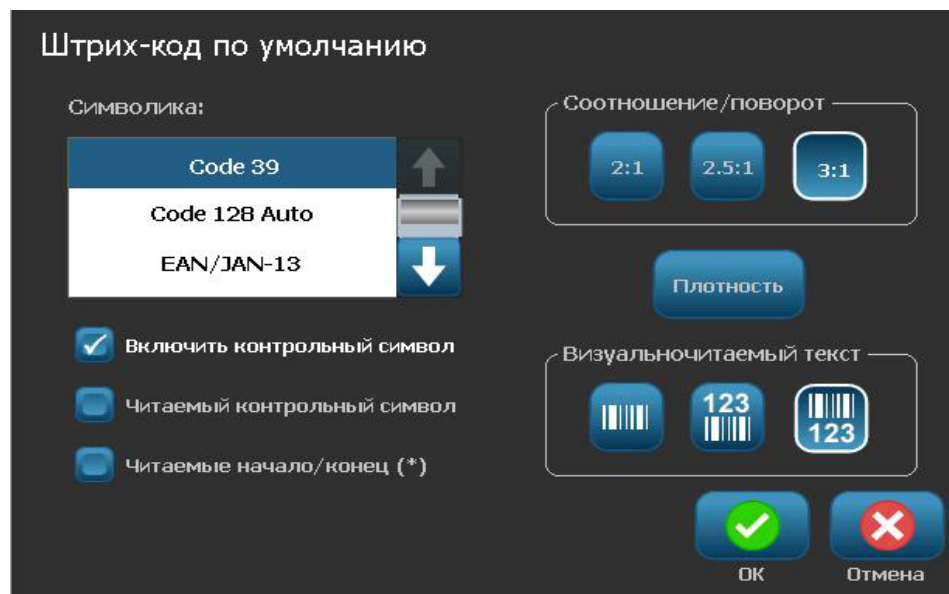 Штрих-код по умолчанию
Символика:
Code 39
Code 128 Auto
EAN/JAN-13
Включить контрольный символ
Читаемый контрольный символ
Читаемые начало/конец (*)
Соотношение/поворот
2:1 2.5:1 3:1
Плотность
Визуальночитаемый текст
123
123
ОК Отмена